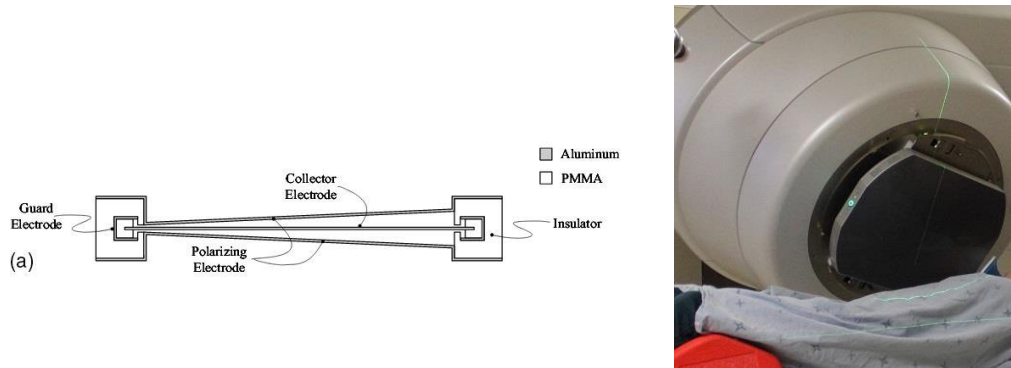 Aluminum
PMMA
Collector
Electrode
Guard
Electrode
Insulator
Polarizing
Electrode
(a)